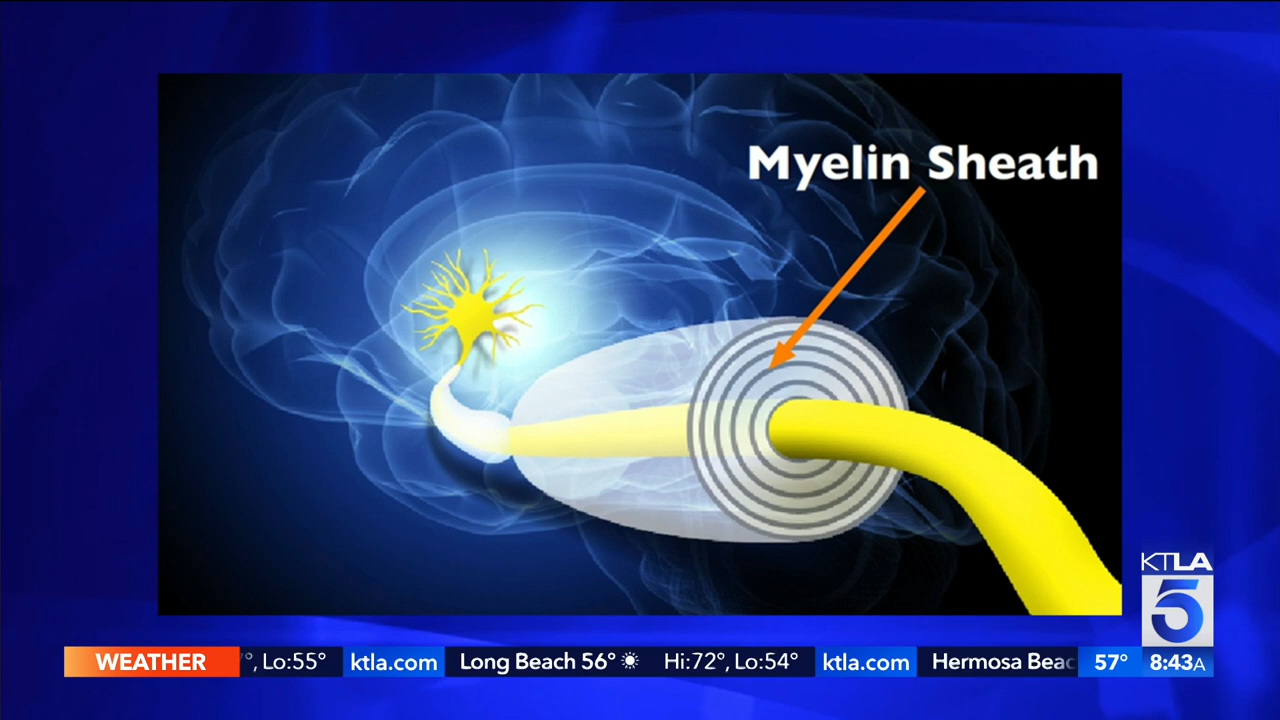 Myelin Sheath
KTLA
5
WEATHER
°, Lo:55° ktla.com Long Beach 56° Hi:72°, Lo:54° ktla.com Hermosa 57° 8:43A